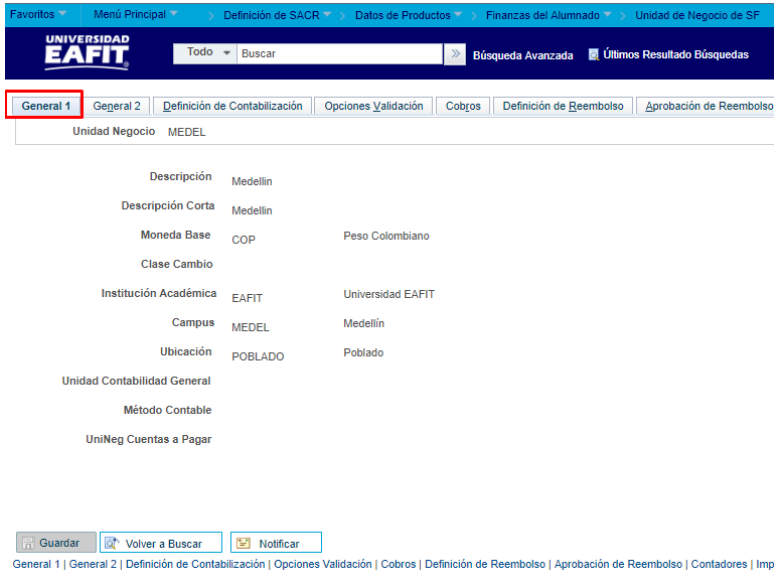 Favoritos Menú Principal > Definición de SACR > Datos de Productos > Finanzas del Alumnado > Unidad de Negocio de SF
UNIVERSIDAD
EAFIT
Todo Buscar » Búsqueda Avanzada Últimos Resultado Búsquedas
General 1 General 2 Definición de Contabilización Opciones Validación Cobros Definición de Reembolso Aprobación de Reembolso
Unidad Negocio MEDEL
Descripción Medellin
Descripción Corta Medellin
Moneda Base COP Peso Colombiano
Clase Cambio
Institución Académica EAFIT Universidad EAFIT
Campus MEDEL Medellín
Ubicación POBLADO Poblado
Unidad Contabilidad General
Método Contable
UniNeg Cuentas a Pagar
Guardar Volver a Buscar Notificar
General 1 | General 2 | Definición de Contabilización | Opciones Validación | Cobros | Definición de Reembolso | Aprobación de Reembolso | Contadores | Imp